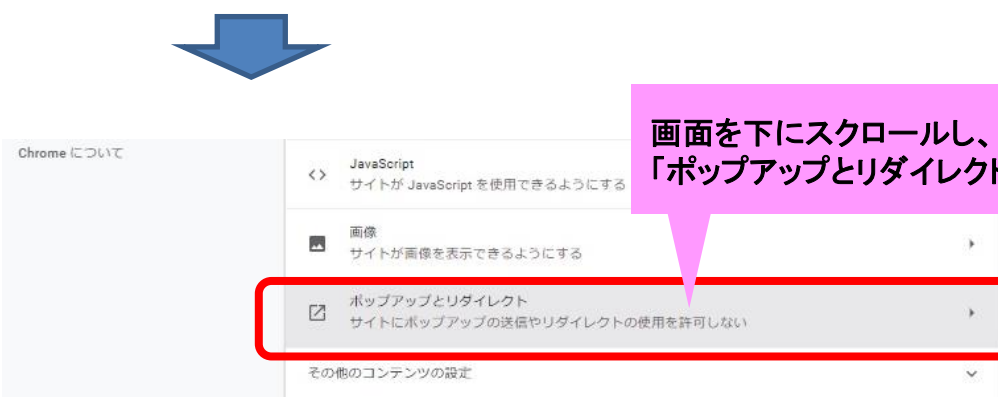 画面を下にスクロールし、
「ポップアップとリダイレクト
Chrome について
JavaScript
サイトが JavaScript を使用できるようにする
画像
サイトが画像を表示できるようにする
ポップアップとリダイレクト
サイトにポップアップの送信やリダイレクトの使用を許可しない
その他のコンテンツの設定